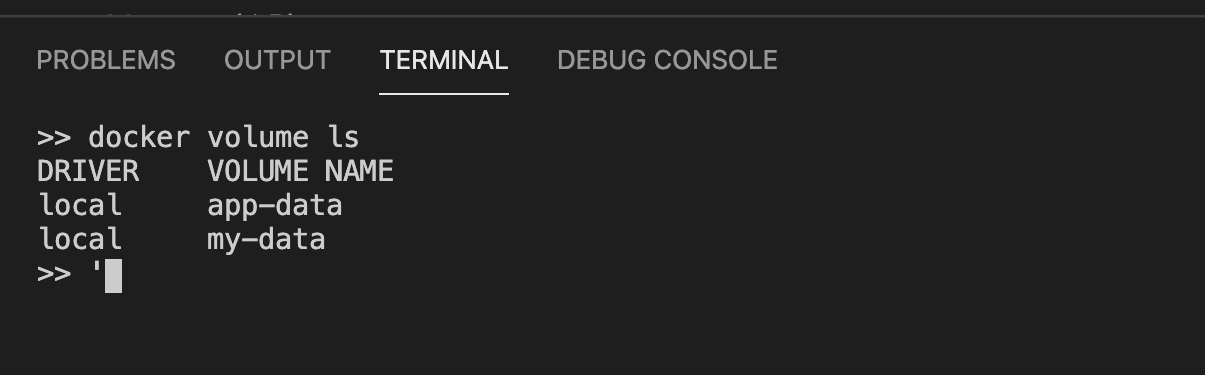 PROBLEMS OUTPUT TERMINAL DEBUG CONSOLE
>> docker volume ls
DRIVER    VOLUME NAME
local     app-data
local     my-data
>> '